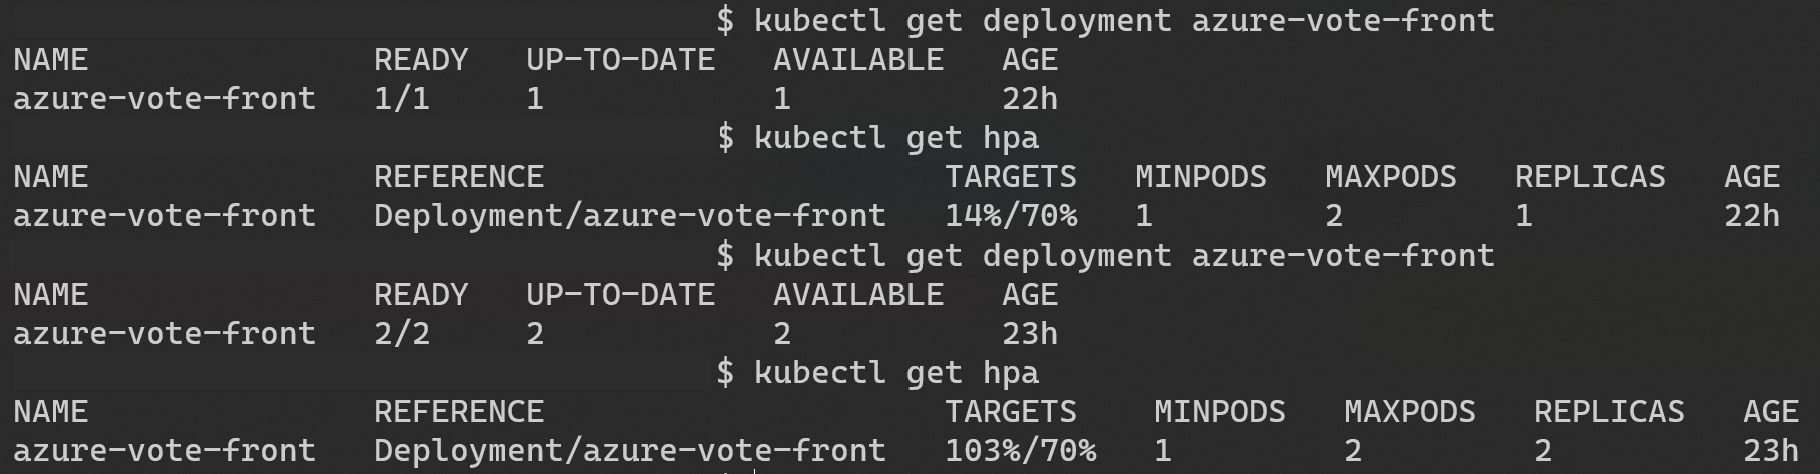 $ kubectl get deployment azure-vote-front
NAME READY UP-TO-DATE AVAILABLE AGE
azure-vote-front 1/1 1 1 22h
$ kubectl get hpa
NAME REFERENCE TARGETS MINPODS MAXPODS REPLICAS AGE
azure-vote-front Deployment/azure-vote-front 14%/70% 1 2 1 22h
$ kubectl get deployment azure-vote-front
NAME READY UP-TO-DATE AVAILABLE AGE
azure-vote-front 2/2 2 2 23h
$ kubectl get hpa
NAME REFERENCE TARGETS MINPODS MAXPODS REPLICAS AGE
azure-vote-front Deployment/azure-vote-front 103%/70% 1 2 2 23h